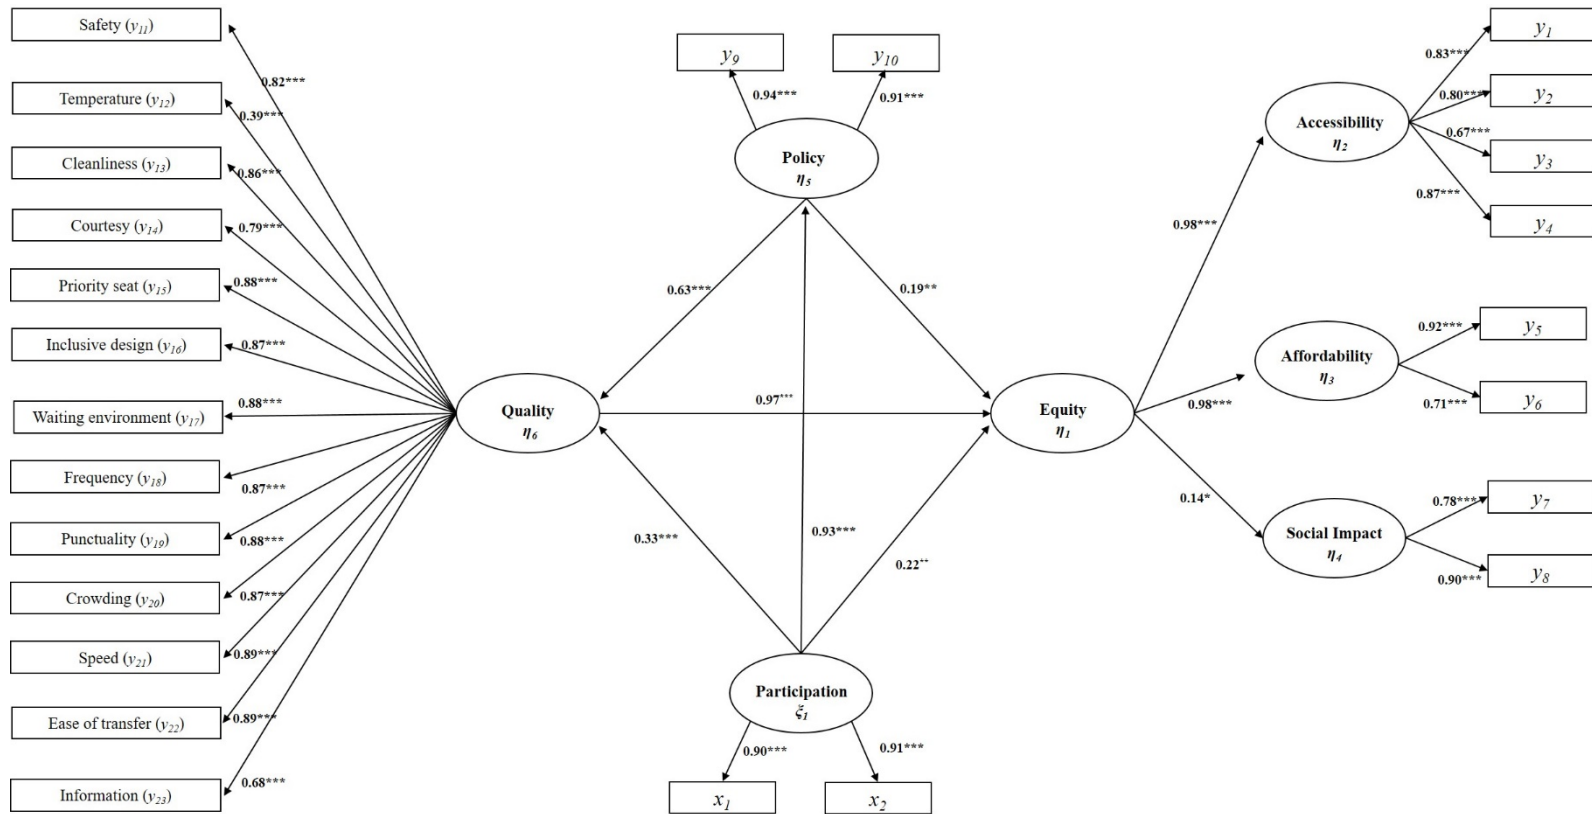 Safety (y11)
0.82***
Temperature (y12)
0.39***
Cleanliness (y13)
0.86***
Courtesy (y14)
0.79***
Priority seat (y15)
0.88***
Inclusive design (y16)
0.87***
Waiting environment (y17)
0.88***
Frequency (y18)
0.87***
Punctuality (y19)
0.88***
Crowding (y20)
0.87***
Speed (y21)
0.89***
Ease of transfer (y22)
0.89***
Information (y23)
0.68***
Quality
η6
y9
y10
0.94***
0.91***
Policy
η5
0.63***
0.19**
0.97***
0.33***
0.93***
0.22**
Participation
ξ1
0.90***
0.91***
x1
x2
Equity
η1
0.98***
0.98***
0.14*
Accessibility
η2
0.83***
0.80***
0.67***
0.87***
y1
y2
y3
y4
Affordability
η3
0.92***
0.71***
y5
y6
Social Impact
η4
0.78***
0.90***
y7
y8